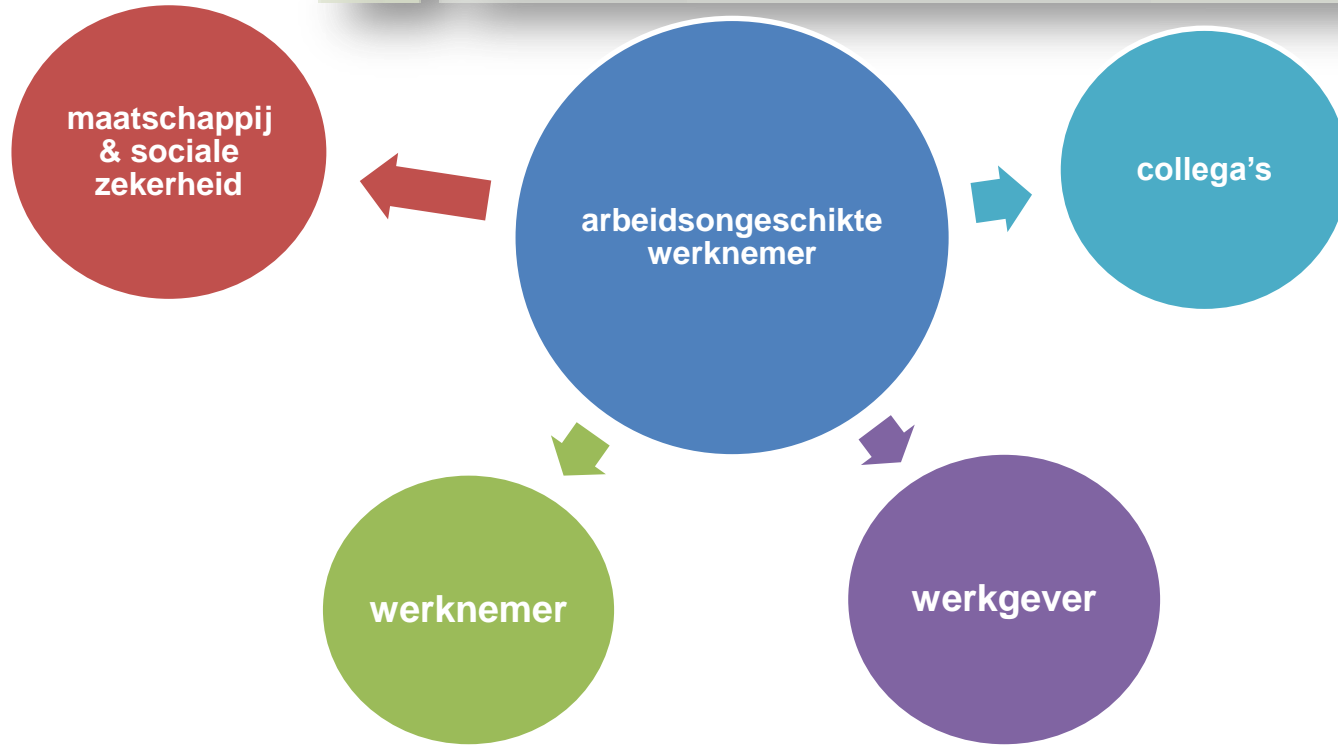 maatschappij
& sociale
zekerheid
arbeidsongeschikte
werknemer
collega’s
werknemer
werkgever